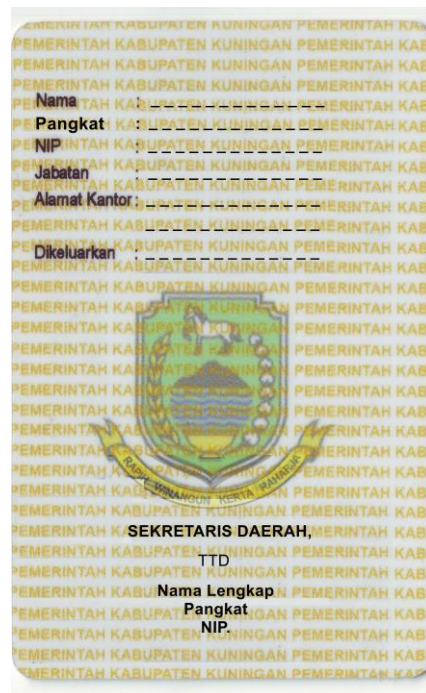 Nama : _ _ _ _ _ _ _ _ _ _ _ _ _ _ _
Pangkat : _ _ _ _ _ _ _ _ _ _ _ _ _ _ _
NIP : _ _ _ _ _ _ _ _ _ _ _ _ _ _ _
Jabatan : _ _ _ _ _ _ _ _ _ _ _ _ _ _ _
Alamat Kantor : _ _ _ _ _ _ _ _ _ _ _ _ _ _ _
_ _ _ _ _ _ _ _ _ _ _ _ _ _ _
Dikeluarkan : _ _ _ _ _ _ _ _ _ _ _ _ _ _ _
PEMERINTAH KABUPATEN KUNINGAN PEMERINTAH KAB
RAPIH WINANGUN KERTA RAHARJA
SEKRETARIS DAERAH,
TTD
Nama Lengkap
Pangkat
NIP.